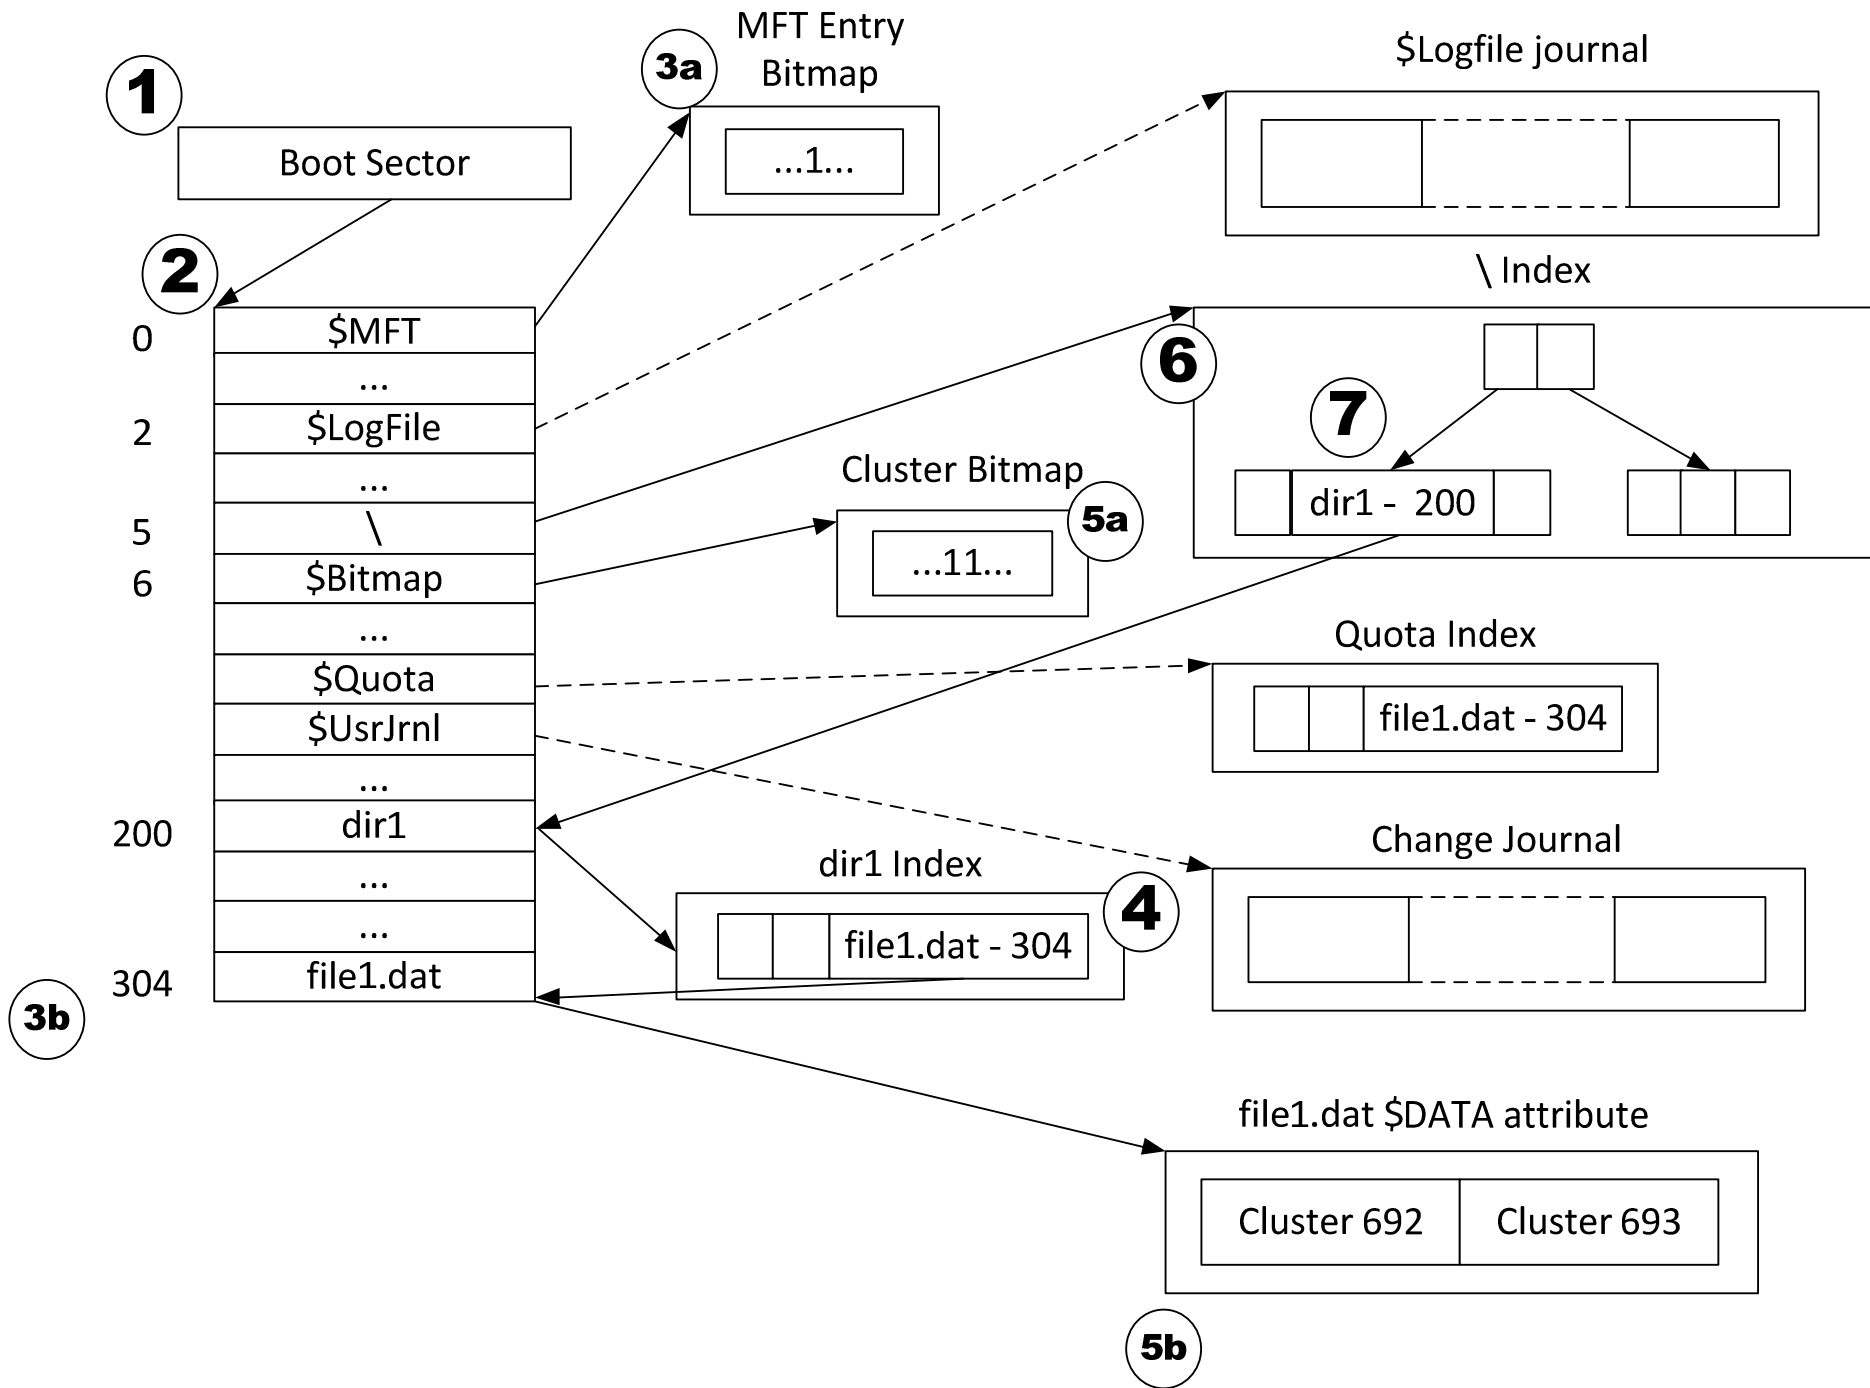 MFT Entry
Bitmap
3a
...1...
$Logfile journal
1
Boot Sector
2
0
$MFT
...
2
$LogFile
...
5
\
6
$Bitmap
...
$Quota
$UsrJrnl
...
200
dir1
...
...
304
file1.dat
3b
\ Index
6
7
dir1 - 200
Cluster Bitmap
5a
...11...
Quota Index
file1.dat - 304
Change Journal
dir1 Index
4
file1.dat - 304
file1.dat $DATA attribute
Cluster 692
Cluster 693
5b